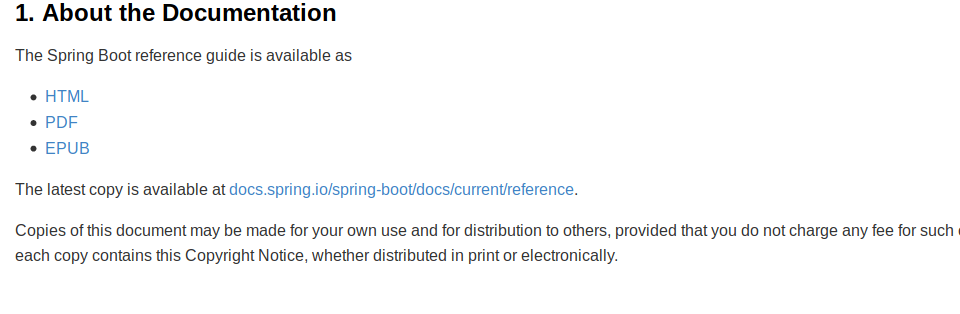 1. About the Documentation
The Spring Boot reference guide is available as
• HTML
• PDF
• EPUB
The latest copy is available at docs.spring.io/spring-boot/docs/current/reference.
Copies of this document may be made for your own use and for distribution to others, provided that you do not charge any fee for such
each copy contains this Copyright Notice, whether distributed in print or electronically.